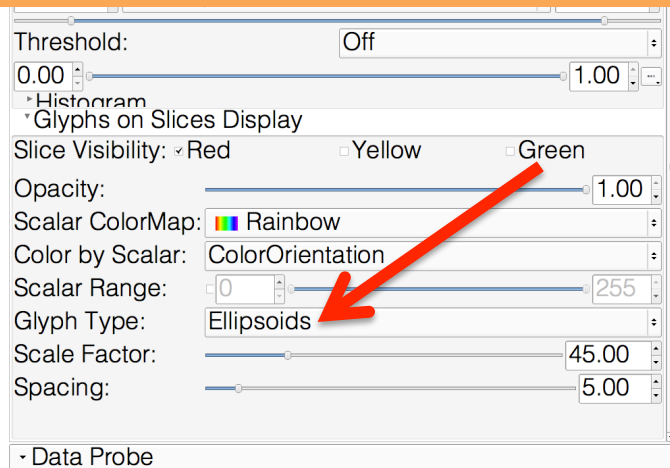 Threshold: Off
0.00 1.00 ...
Histogram
Glyphs on Slices Display
Slice Visibility: Red Yellow Green
Opacity: 1.00
Scalar ColorMap: Rainbow
Color by Scalar: ColorOrientation
Scalar Range: 0 255
Glyph Type: Ellipsoids
Scale Factor: 45.00
Spacing: 5.00
Data Probe